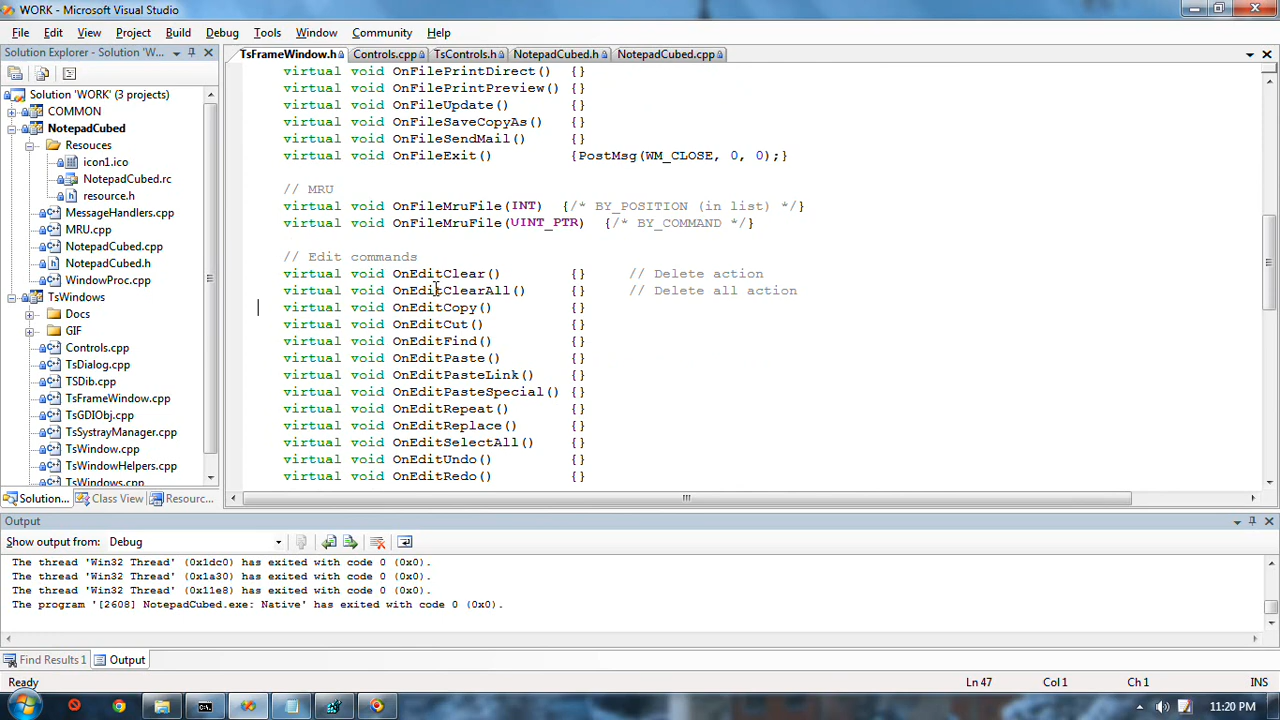 WORK - Microsoft Visual Studio
File Edit View Project Build Debug Tools Window Community Help
Solution Explorer - Solution 'W...
TsFrameWindow.h Controls.cpp TsControls.h NotepadCubed.h NotepadCubed.cpp
Solution 'WORK' (3 projects)
COMMON
NotepadCubed
Resouces
icon1.ico
NotepadCubed.rc
resource.h
MessageHandlers.cpp
MRU.cpp
NotepadCubed.cpp
NotepadCubed.h
WindowProc.cpp
TsWindows
Docs
GIF
Controls.cpp
TsDialog.cpp
TSDib.cpp
TsFrameWindow.cpp
TsGDIObj.cpp
TsSystrayManager.cpp
TsWindow.cpp
TsWindowHelpers.cpp
TsWindows.cpp
Solution... Class View Resourc...
virtual void OnFilePrintDirect() {}
virtual void OnFilePrintPreview() {}
virtual void OnFileUpdate() {}
virtual void OnFileSaveCopyAs() {}
virtual void OnFileSendMail() {}
virtual void OnFileExit() {PostMsg(WM_CLOSE, 0, 0);}
// MRU
virtual void OnFileMruFile(INT) {/* BY_POSITION (in list) */}
virtual void OnFileMruFile(UINT_PTR) {/* BY_COMMAND */}
// Edit commands
virtual void OnEditClear() {} // Delete action
virtual void OnEditClearAll() {} // Delete all action
virtual void OnEditCopy() {}
virtual void OnEditCut() {}
virtual void OnEditFind() {}
virtual void OnEditPaste() {}
virtual void OnEditPasteLink() {}
virtual void OnEditPasteSpecial() {}
virtual void OnEditRepeat() {}
virtual void OnEditReplace() {}
virtual void OnEditSelectAll() {}
virtual void OnEditUndo() {}
virtual void OnEditRedo() {}
Output
Show output from: Debug
The thread 'Win32 Thread' (0x1dc0) has exited with code 0 (0x0).
The thread 'Win32 Thread' (0x1a30) has exited with code 0 (0x0).
The thread 'Win32 Thread' (0x11e8) has exited with code 0 (0x0).
The program '[2608] NotepadCubed.exe: Native' has exited with code 0 (0x0).
Find Results 1 Output
Ready Ln 47 Col 1 Ch 1 INS
11:20 PM